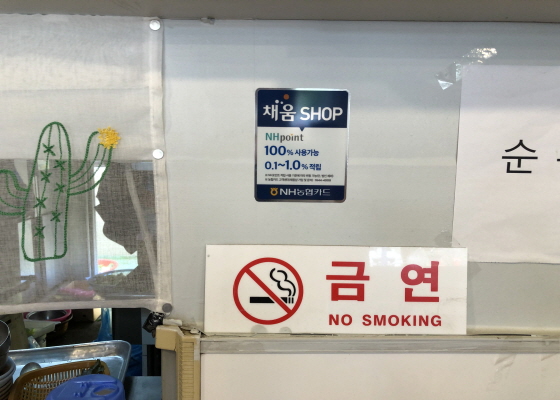 채움 SHOP
NHpoint
100% 사용가능
0.1~1.0% 적립
NH농협카드
순
금연
NO SMOKING